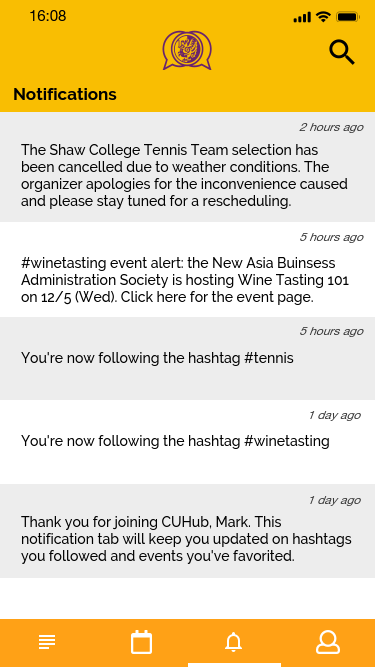 16:08
Notifications
2 hours ago
The Shaw College Tennis Team selection has
been cancelled due to weather conditions. The
organizer apologies for the inconvenience caused
and please stay tuned for a rescheduling.
5 hours ago
#winetasting event alert: the New Asia Buinsess
Administration Society is hosting Wine Tasting 101
on 12/5 (Wed). Click here for the event page.
5 hours ago
You're now following the hashtag #tennis
1 day ago
You're now following the hashtag #winetasting
1 day ago
Thank you for joining CUHub, Mark. This
notification tab will keep you updated on hashtags
you followed and events you've favorited.